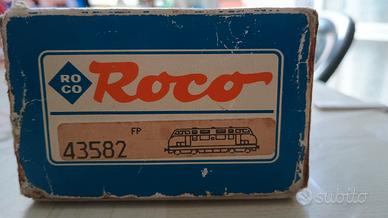 ROCO
Roco
FP
43582
subito